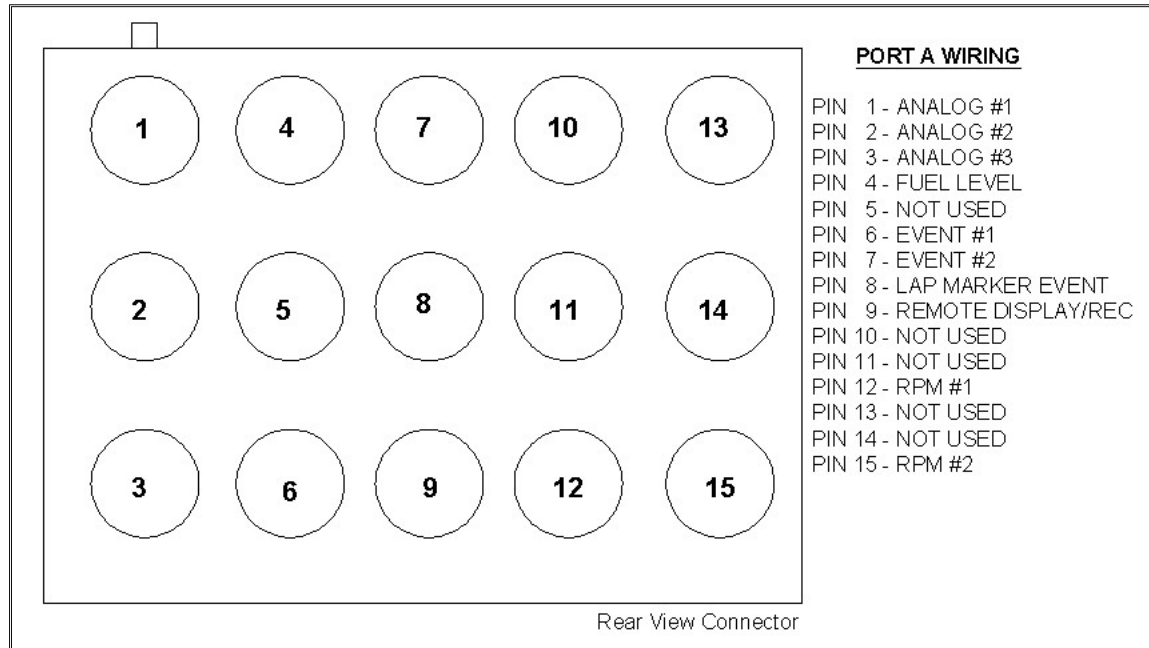 PORT A WIRING
1 4 7 10 13
2 5 8 11 14
3 6 9 12 15
PIN 1 - ANALOG #1
PIN 2 - ANALOG #2
PIN 3 - ANALOG #3
PIN 4 - FUEL LEVEL
PIN 5 - NOT USED
PIN 6 - EVENT #1
PIN 7 - EVENT #2
PIN 8 - LAP MARKER EVENT
PIN 9 - REMOTE DISPLAY/REC
PIN 10 - NOT USED
PIN 11 - NOT USED
PIN 12 - RPM #1
PIN 13 - NOT USED
PIN 14 - NOT USED
PIN 15 - RPM #2
Rear View Connector